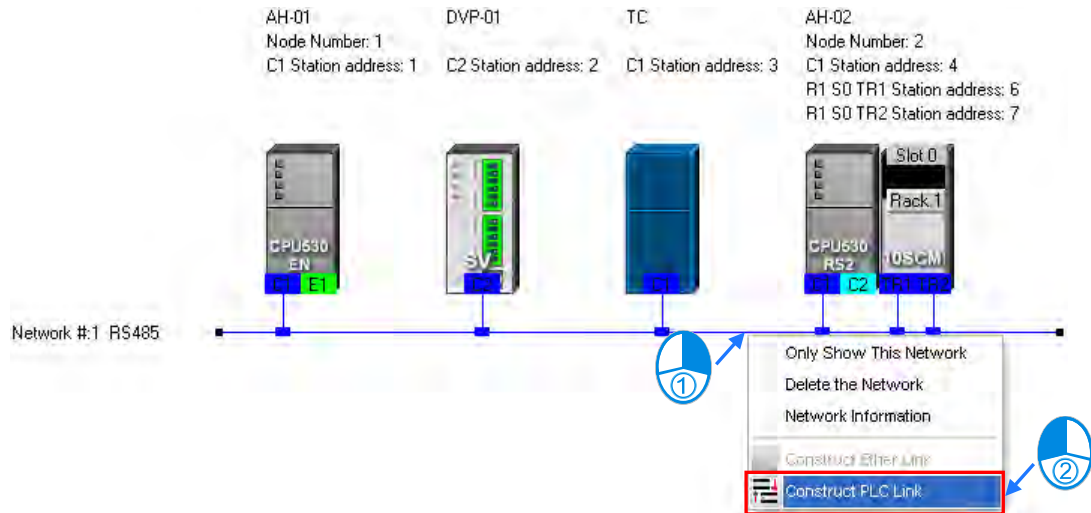 AH-01
Node Number: 1
C1 Station address: 1
DVP-01
C2 Station address: 2
TC
C1 Station address: 3
AH-02
Node Number: 2
C1 Station address: 4
R1 S0 TR1 Station address: 6
R1 S0 TR2 Station address: 7
CPU530
EN
C1 E1
SV
C2
C1
CPU530
RS2
C1 C2
Slot 0
Rack 1
10SCM
TR1 TR2
Network #:1 RS485
①
Only Show This Network
Delete the Network
Network Information
Construct Ether Link
Construct PLC Link
②